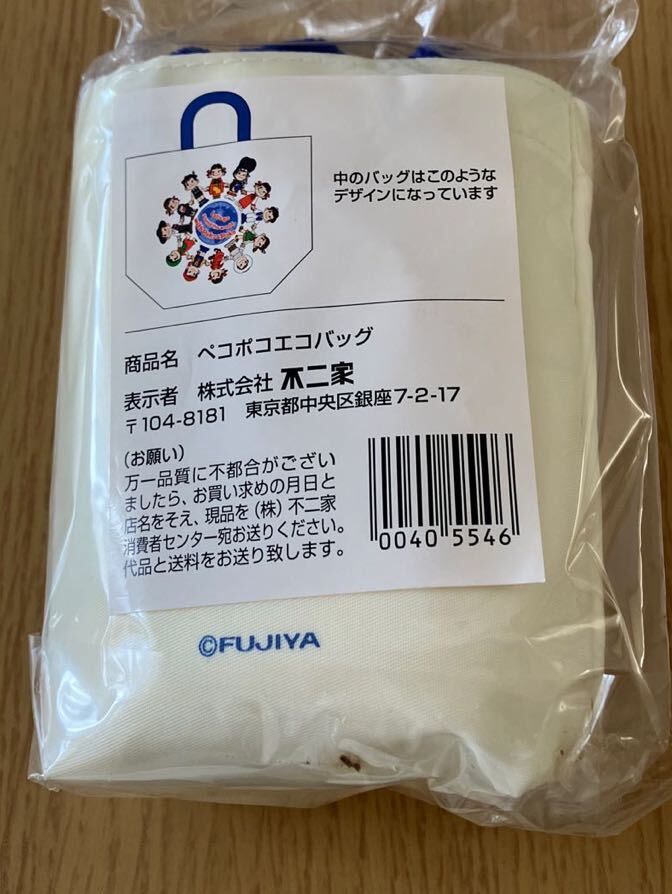 中のバッグはこのような
デザインになっています
商品名 ペコポコエコバッグ
表示者 株式会社 不二家
〒104-8181 東京都中央区銀座7-2-17
(お願い)
万一品質に不都合がござい
ましたら、お買い求めの月日と
店名をそえ、現品を(株)不二家
消費者センター宛お送りください。
代品と送料をお送り致します。
0040 5546
©FUJIYA